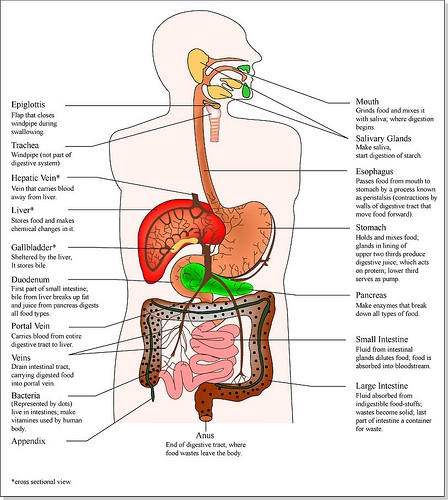 Epiglottis
Flap that closes
windpipe during
swallowing.
Trachea
Windpipe (not part of
digestive system)
Hepatic Vein*
Vein that carries blood
away from liver.
Liver*
Stores food and makes
chemical changes in it.
Gallbladder*
Sheltered by the liver,
It stores bile.
Duodenum
First part of small intestine;
bile from liver breaks up fat
and juice from pancreas digests
all food types.
Portal Vein
Carries blood from entire
digestive tract to liver.
Veins
Drain intestinal tract,
carrying digested food
into portal vein.
Bacteria
(Represented by dots)
live in intestines; make
vitamines used by human
body.
Appendix
*cross sectional view
Anus
End of digestive tract, where
food wastes leave the body.
Mouth
Grinds food and mixes it
with saliva; where digestion
begins.
Salivary Glands
Make saliva,
start digestion of starch.
Esophagus
Passes food from mouth to
stomach by a process known
as peristalsis (contractions by
walls of digestive tract that
move food forward).
Stomach
Holds and mixes food;
glands in lining of
upper two thirds produce
digestive juice, which acts
on protein; lower third
serves as pump.
Pancreas
Make enzymes that break
down all types of food.
Small Intestine
Fluid from intestinal
glands dilutes food; food is
absorbed into bloodstream.
Large Intestine
Fluid absorbed from
indigestible food-stuffs;
wastes become solid; last
part of intestine a container
for waste.